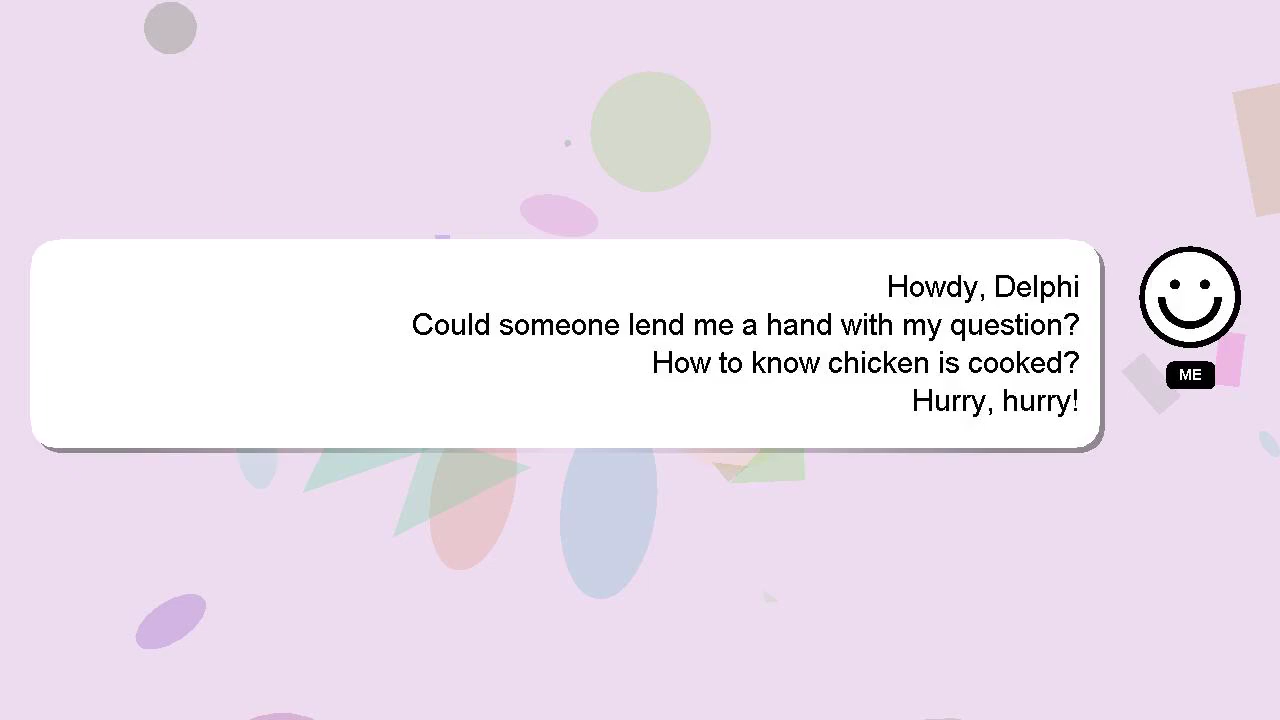 Howdy, Delphi
Could someone lend me a hand with my question?
How to know chicken is cooked?
Hurry, hurry!
ME